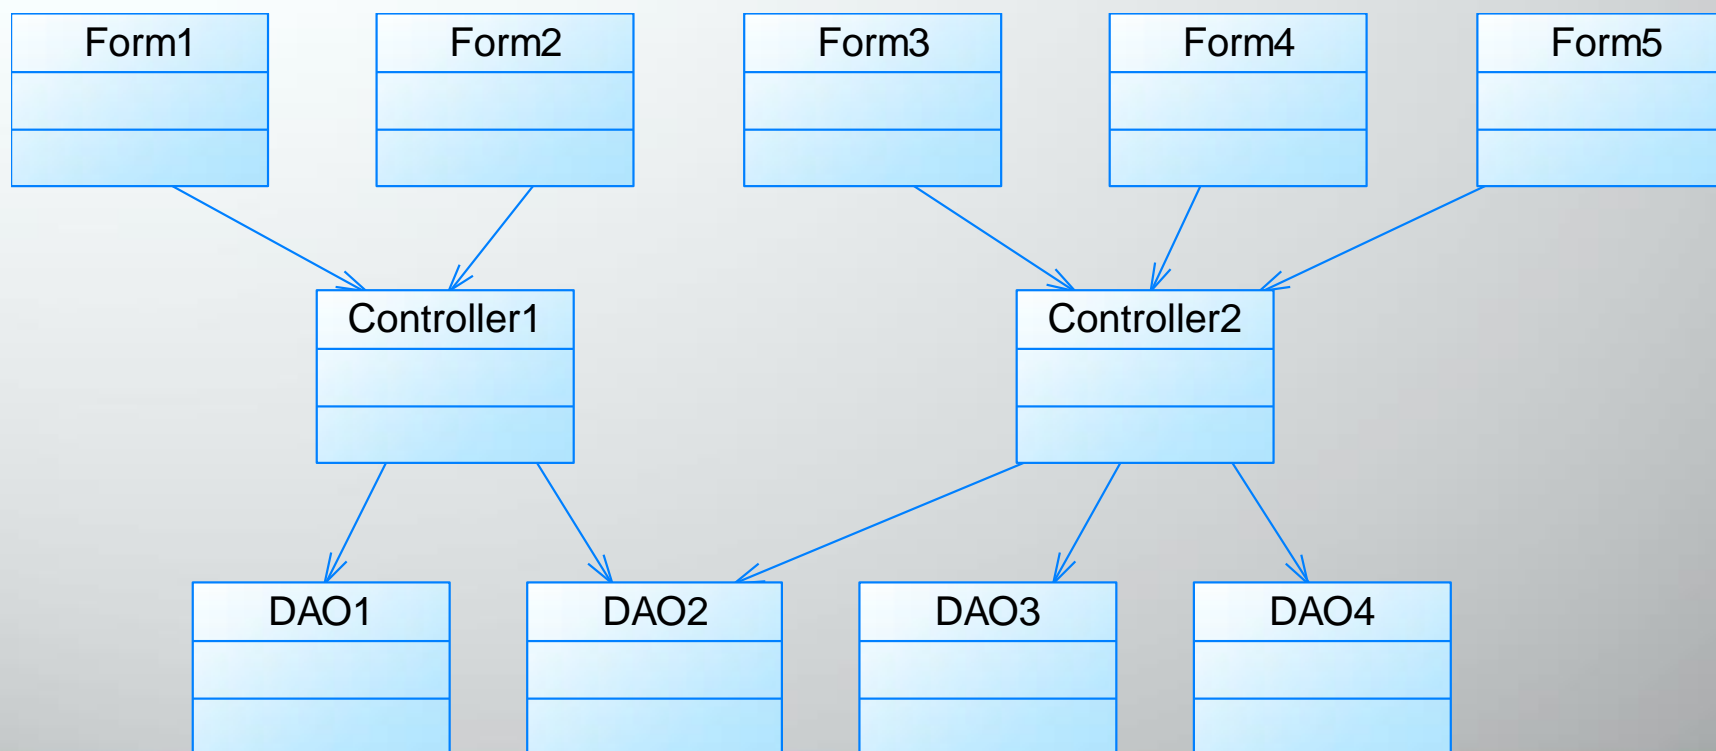 Form1
Form2
Form3
Form4
Form5
Controller1
Controller2
DAO1
DAO2
DAO3
DAO4